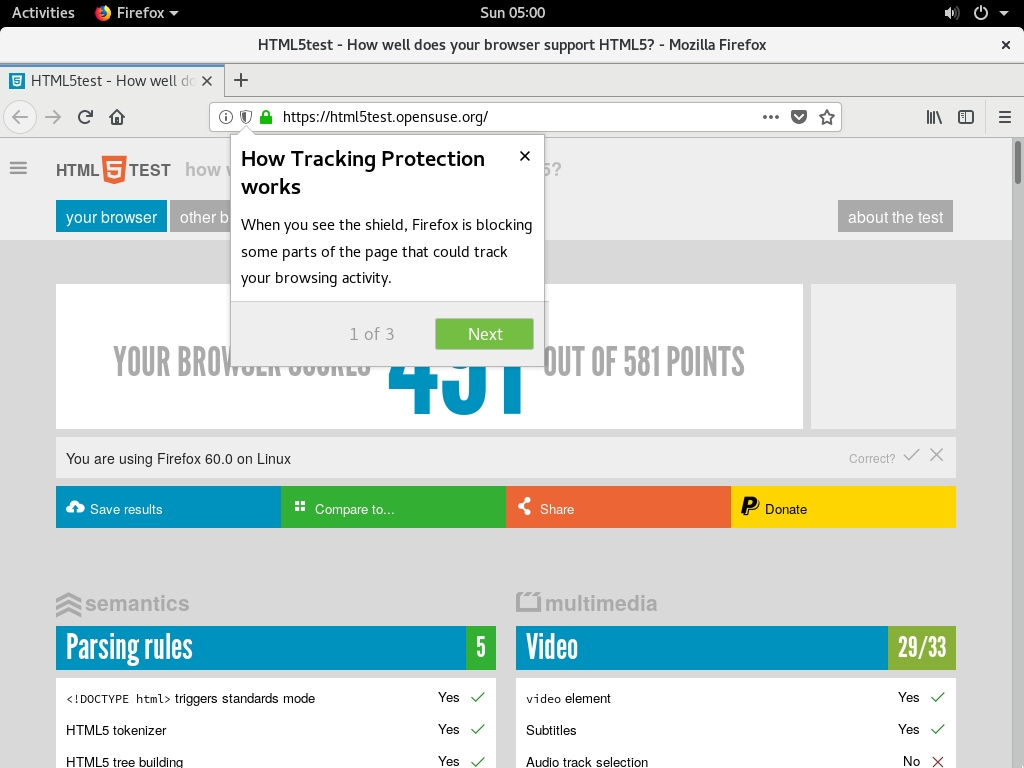 Activities Firefox Sun 05:00
HTML5test - How well does your browser support HTML5? - Mozilla Firefox
HTML5test - How well do
https://html5test.opensuse.org/
How Tracking Protection
works
When you see the shield, Firefox is blocking
some parts of the page that could track
your browsing activity.
1 of 3 Next
HTML 5 TEST how 5?
your browser other b about the test
YOUR BROWSER SCORES 491 OUT OF 581 POINTS
You are using Firefox 60.0 on Linux Correct?
Save results Compare to... Share Donate
semantics multimedia
Parsing rules 5 Video 29/33
<!DOCTYPE html> triggers standards mode Yes video element Yes
HTML5 tokenizer Yes Subtitles Yes
HTML5 tree building Yes Audio track selection No